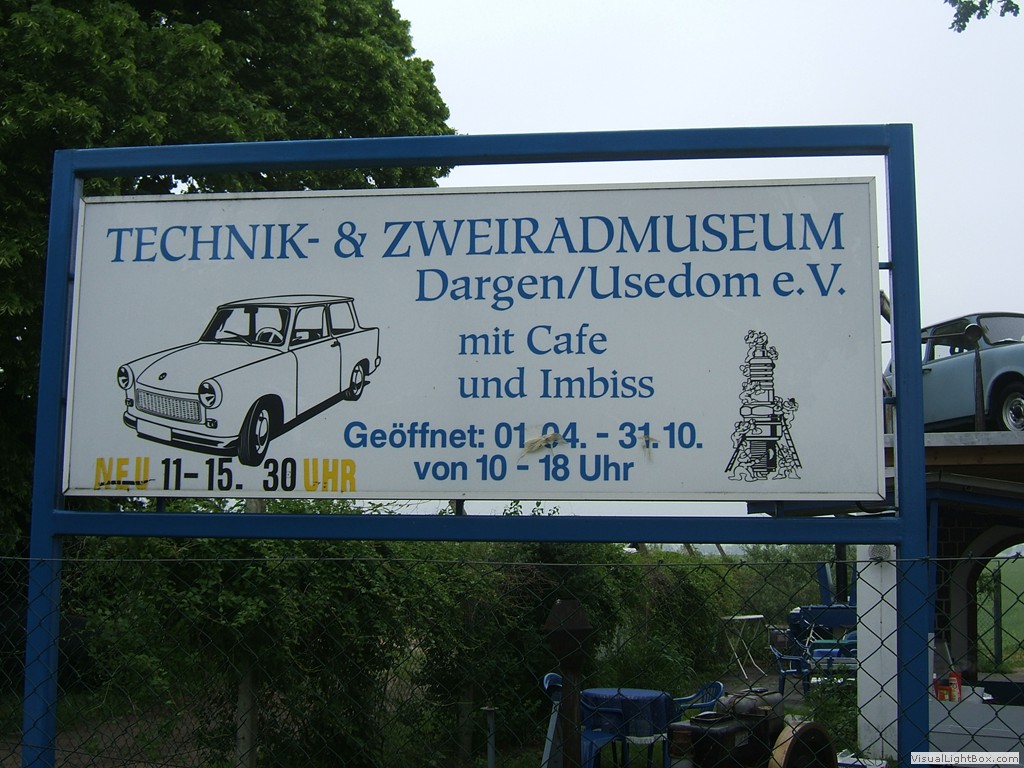 TECHNIK- & ZWEIRADMUSEUM
Dargen/Usedom e.V.
mit Cafe
und Imbiss
Geöffnet: 01.04. - 31.10.
von 10 - 18 Uhr
NEU 11-15. 30 UHR
VisualLightBox.com